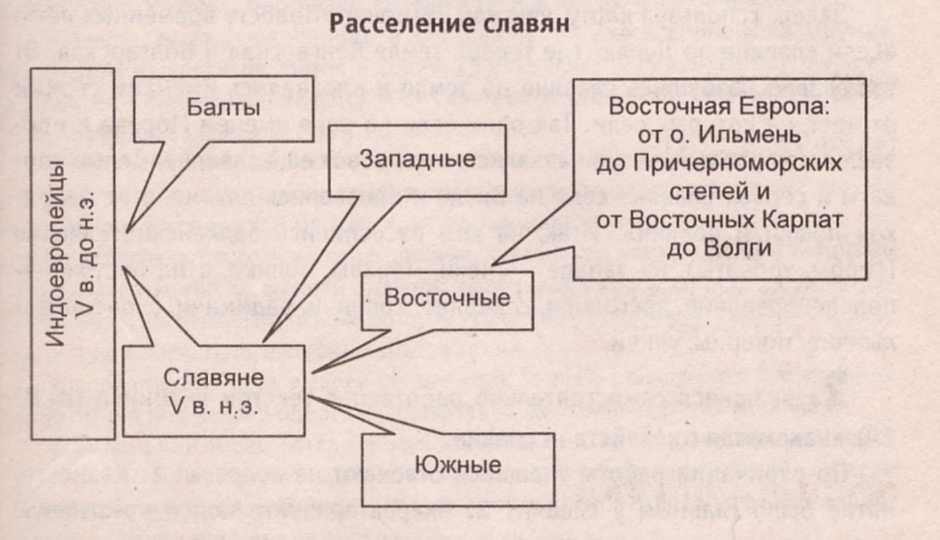 Расселение славян
Индоевропейцы
V в. до н.э.
Балты
Западные
Восточная Европа:
от о. Ильмень
до Причерноморских
степей и
от Восточных Карпат
до Волги
Восточные
Славяне
V в. н.э.
Южные